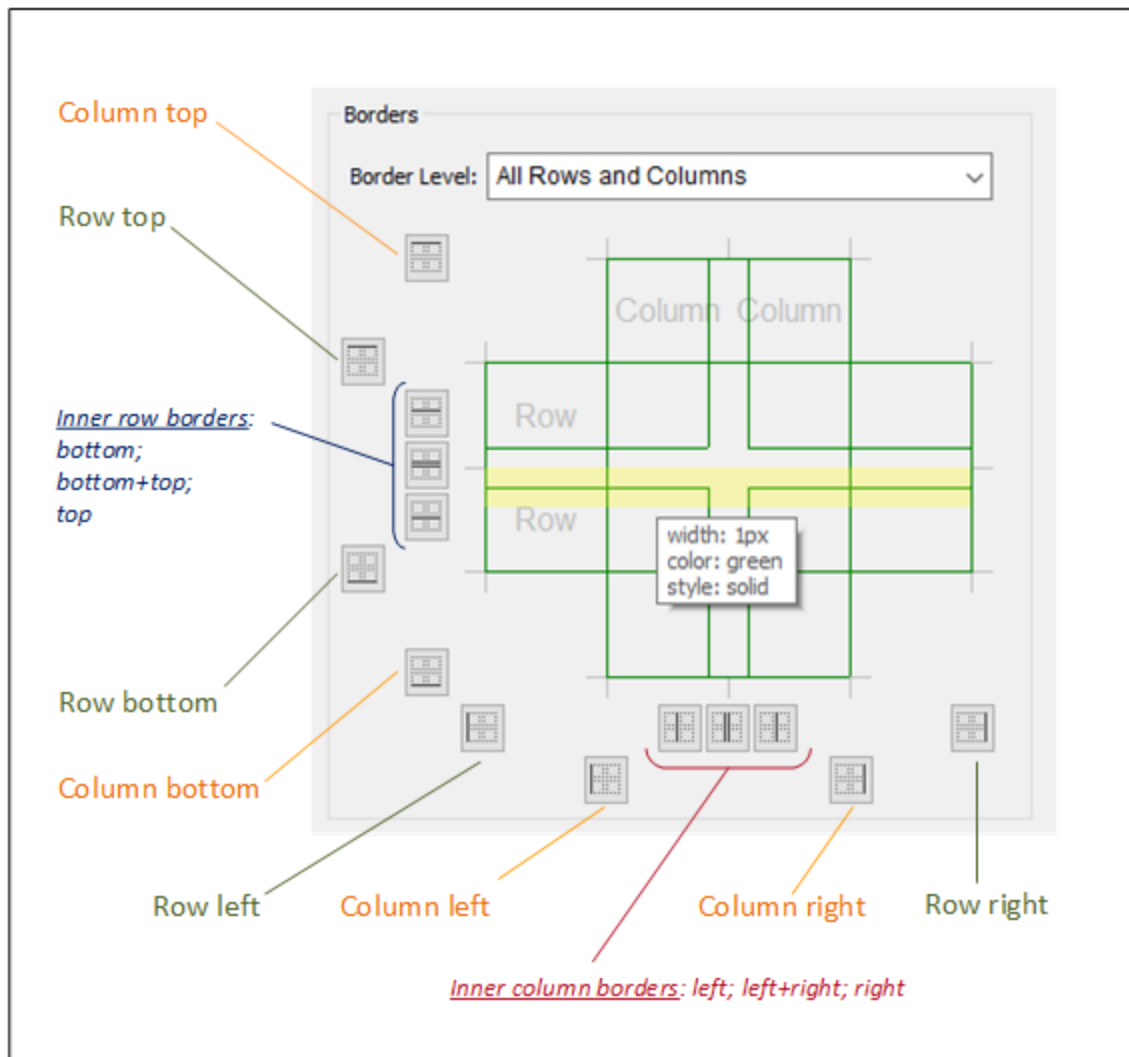 Column top
Borders
Border Level: All Rows and Columns
Row top
Column Column
Inner row borders:
bottom;
bottom+top;
top
Row
Row
width: 1px
color: green
style: solid
Row bottom
Column bottom
Row left
Column left
Column right
Row right
Inner column borders: left; left+right; right